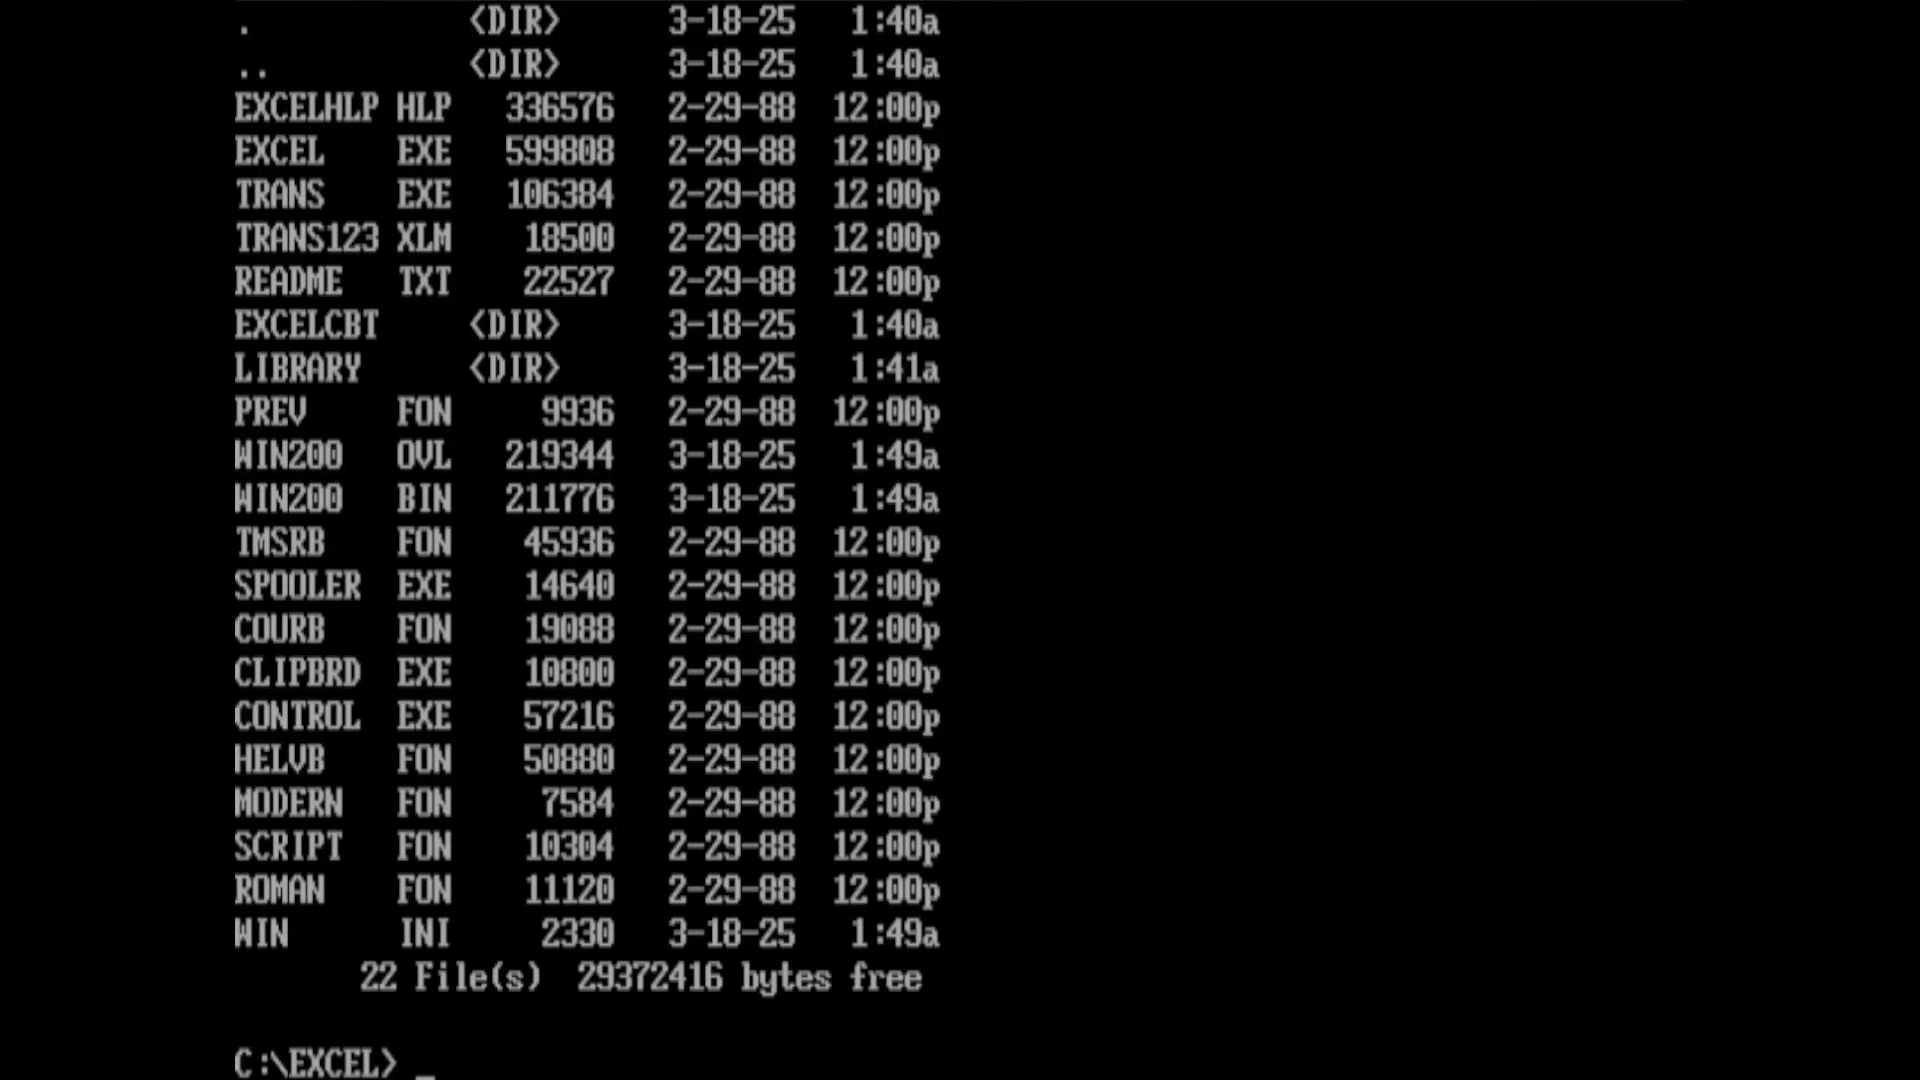 .            <DIR>      3-18-25   1:40a
..           <DIR>      3-18-25   1:40a
EXCELHLP HLP   336576   2-29-88  12:00p
EXCEL    EXE   599808   2-29-88  12:00p
TRANS    EXE   106384   2-29-88  12:00p
TRANS123 XLM    18500   2-29-88  12:00p
README   TXT    22527   2-29-88  12:00p
EXCELCBT     <DIR>      3-18-25   1:40a
LIBRARY      <DIR>      3-18-25   1:41a
PREV     FON     9936   2-29-88  12:00p
WIN200   OVL   219344   3-18-25   1:49a
WIN200   BIN   211776   3-18-25   1:49a
TMSRB    FON    45936   2-29-88  12:00p
SPOOLER  EXE    14640   2-29-88  12:00p
COURB    FON    19088   2-29-88  12:00p
CLIPBRD  EXE    10800   2-29-88  12:00p
CONTROL  EXE    57216   2-29-88  12:00p
HELVB    FON    50880   2-29-88  12:00p
MODERN   FON     7584   2-29-88  12:00p
SCRIPT   FON    10304   2-29-88  12:00p
ROMAN    FON    11120   2-29-88  12:00p
WIN      INI     2330   3-18-25   1:49a
       22 File(s)  29372416 bytes free
C:\EXCEL> _